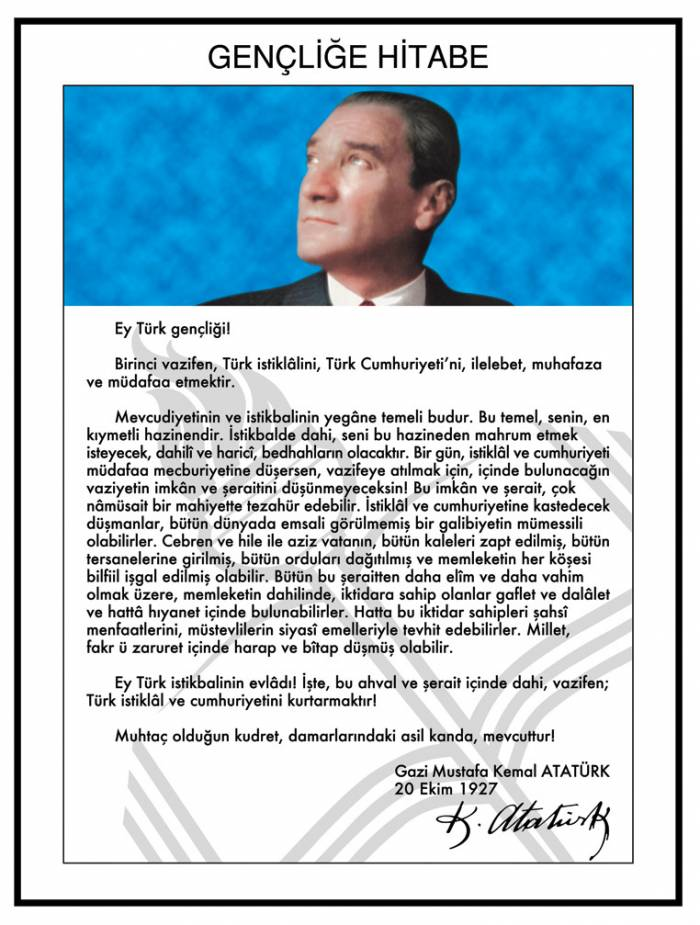 GENÇLİĞE HİTABE
Ey Türk gençliği!
Birinci vazifen, Türk istiklâlini, Türk Cumhuriyeti’ni, ilelebet, muhafaza
ve müdafaa etmektir.
Mevcudiyetinin ve istikbalinin yegâne temeli budur. Bu temel, senin, en
kıymetli hazinendir. İstikbalde dahi, seni bu hazineden mahrum etmek
isteyecek, dahilî ve haricî, bedhahların olacaktır. Bir gün, istiklâl ve cumhuriyeti
müdafaa mecburiyetine düşersen, vazifeye atılmak için, içinde bulunacağın
vaziyetin imkân ve şeraitini düşünmeyeceksin! Bu imkân ve şerait, çok
nâmüsait bir mahiyette tezahür edebilir. İstiklâl ve cumhuriyetine kastedecek
düşmanlar, bütün dünyada emsali görülmemiş bir galibiyetin mümessili
olabilirler. Cebren ve hile ile aziz vatanın, bütün kaleleri zapt edilmiş, bütün
tersanelerine girilmiş, bütün orduları dağıtılmış ve memleketin her köşesi
bilfiil işgal edilmiş olabilir. Bütün bu şeraitten daha elîm ve daha vahim
olmak üzere, memleketin dahilinde, iktidara sahip olanlar gaflet ve dalâlet
ve hattâ hıyanet içinde bulunabilirler. Hatta bu iktidar sahipleri şahsî
menfaatlerini, müstevlilerin siyasî emelleriyle tevhit edebilirler. Millet,
fakr ü zaruret içinde harap ve bîtap düşmüş olabilir.
Ey Türk istikbalinin evlâdı! İşte, bu ahval ve şerait içinde dahi, vazifen;
Türk istiklâl ve cumhuriyetini kurtarmaktır!
Muhtaç olduğun kudret, damarlarındaki asil kanda, mevcuttur!
Gazi Mustafa Kemal ATATÜRK
20 Ekim 1927
K. Atatürk